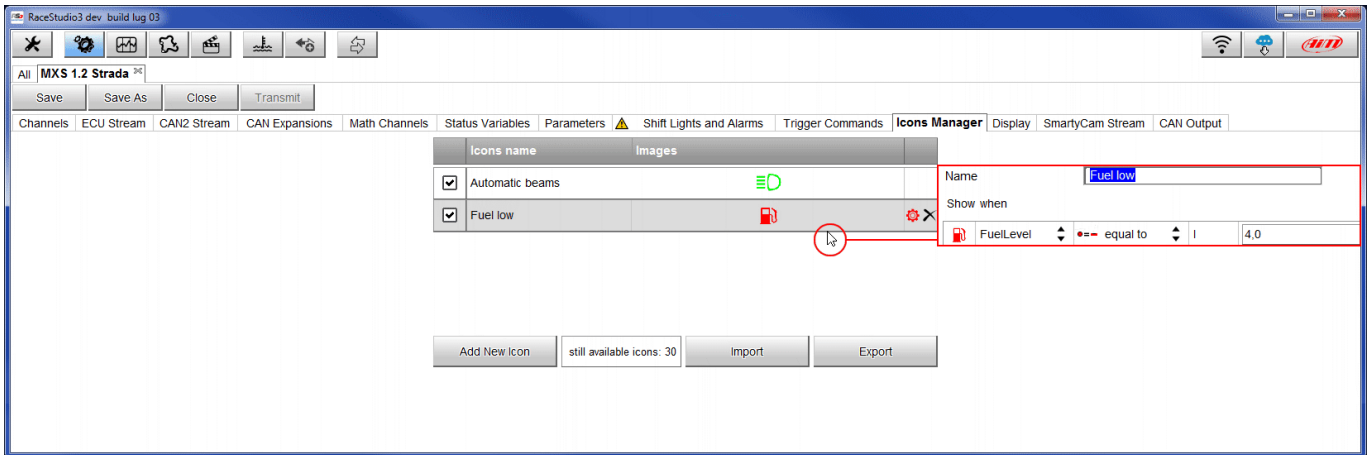 RaceStudio3 dev build lug 03
AiM
All MXS 1.2 Strada
Save Save As Close Transmit
Channels ECU Stream CAN2 Stream CAN Expansions Math Channels Status Variables Parameters Shift Lights and Alarms Trigger Commands Icons Manager Display SmartyCam Stream CAN Output
Icons name Images
Automatic beams
Fuel low
Name Fuel low
Show when
FuelLevel equal to l 4,0
Add New Icon still available icons: 30 Import Export